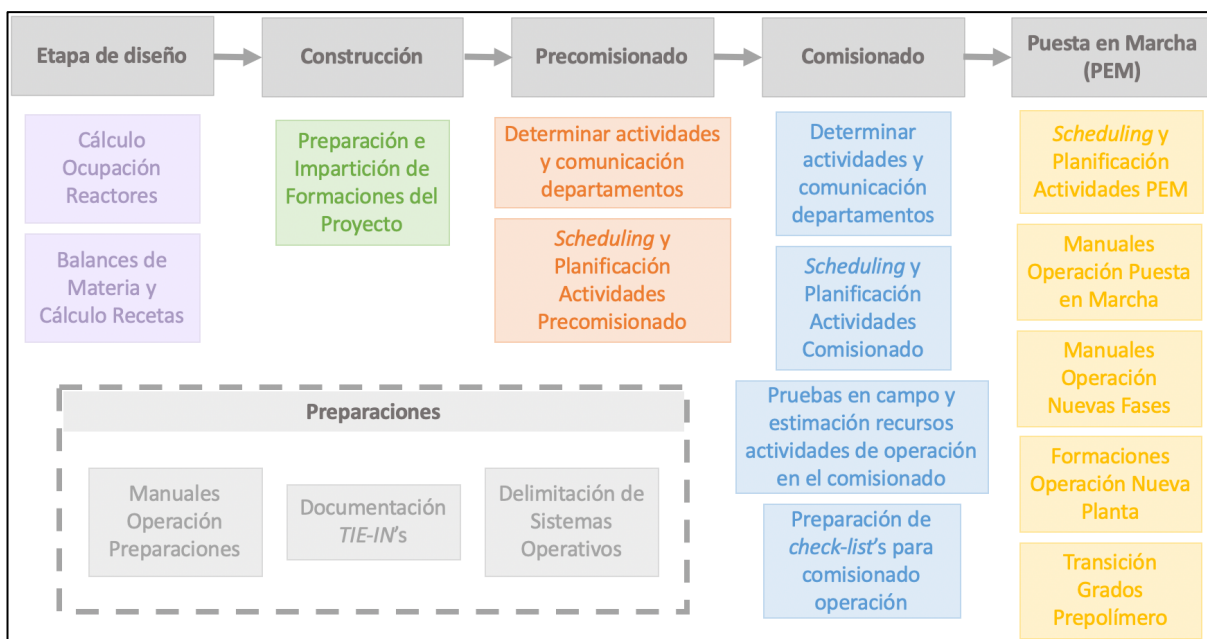 Etapa de diseño
Construcción
Precomisionado
Comisionado
Puesta en Marcha
(PEM)
Cálculo
Ocupación
Reactores
Balances de
Materia y
Cálculo Recetas
Preparación e
Impartición de
Formaciones del
Proyecto
Determinar actividades
y comunicación
departamentos
Scheduling y
Planificación
Actividades
Precomisionado
Determinar
actividades y
comunicación
departamentos
Scheduling y
Planificación
Actividades
Comisionado
Pruebas en campo y
estimación recursos
actividades de operación
en el comisionado
Preparación de
check-list's para
comisionado
operación
Scheduling y
Planificación
Actividades PEM
Manuales
Operación Puesta
en Marcha
Manuales
Operación
Nuevas Fases
Formaciones
Operación Nueva
Planta
Transición
Grados
Prepolímero
Preparaciones
Manuales
Operación
Preparaciones
Documentación
TIE-IN's
Delimitación de
Sistemas
Operativos